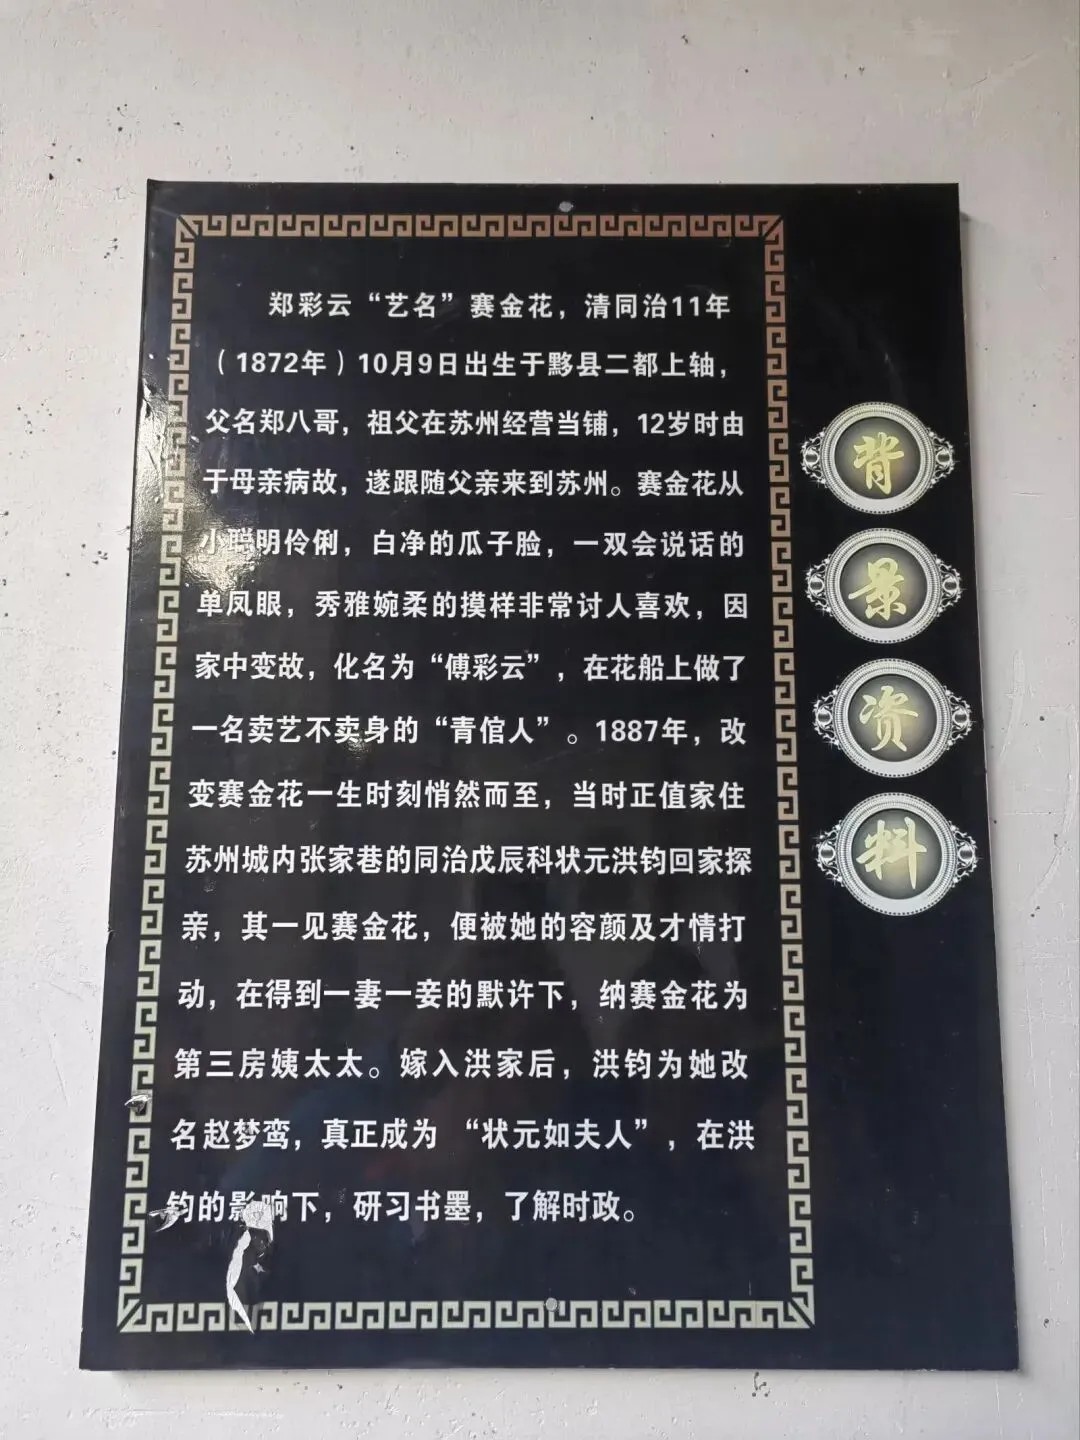 郑彩云“艺名”赛金花，清同治11年
（1872年）10月9日出生于黟县二都上轴，
父名郑八哥，祖父在苏州经营当铺，12岁时由
于母亲病故，遂跟随父亲来到苏州。赛金花从
小聪明伶俐，白净的瓜子脸，一双会说话的
单凤眼，秀雅婉柔的摸样非常讨人喜欢，因
家中变故，化名为“傅彩云”，在花船上做了
一名卖艺不卖身的“青倌人”。1887年，改
变赛金花一生时刻悄然而至，当时正值家住
苏州城内张家巷的同治戊辰科状元洪钧回家探
亲，其一见赛金花，便被她的容颜及才情打
动，在得到一妻一妾的默许下，纳赛金花为
第三房姨太太。嫁入洪家后，洪钧为她改
名赵梦鸾，真正成为“状元如夫人”，在洪
钧的影响下，研习书墨，了解时政。
背
景
资
料